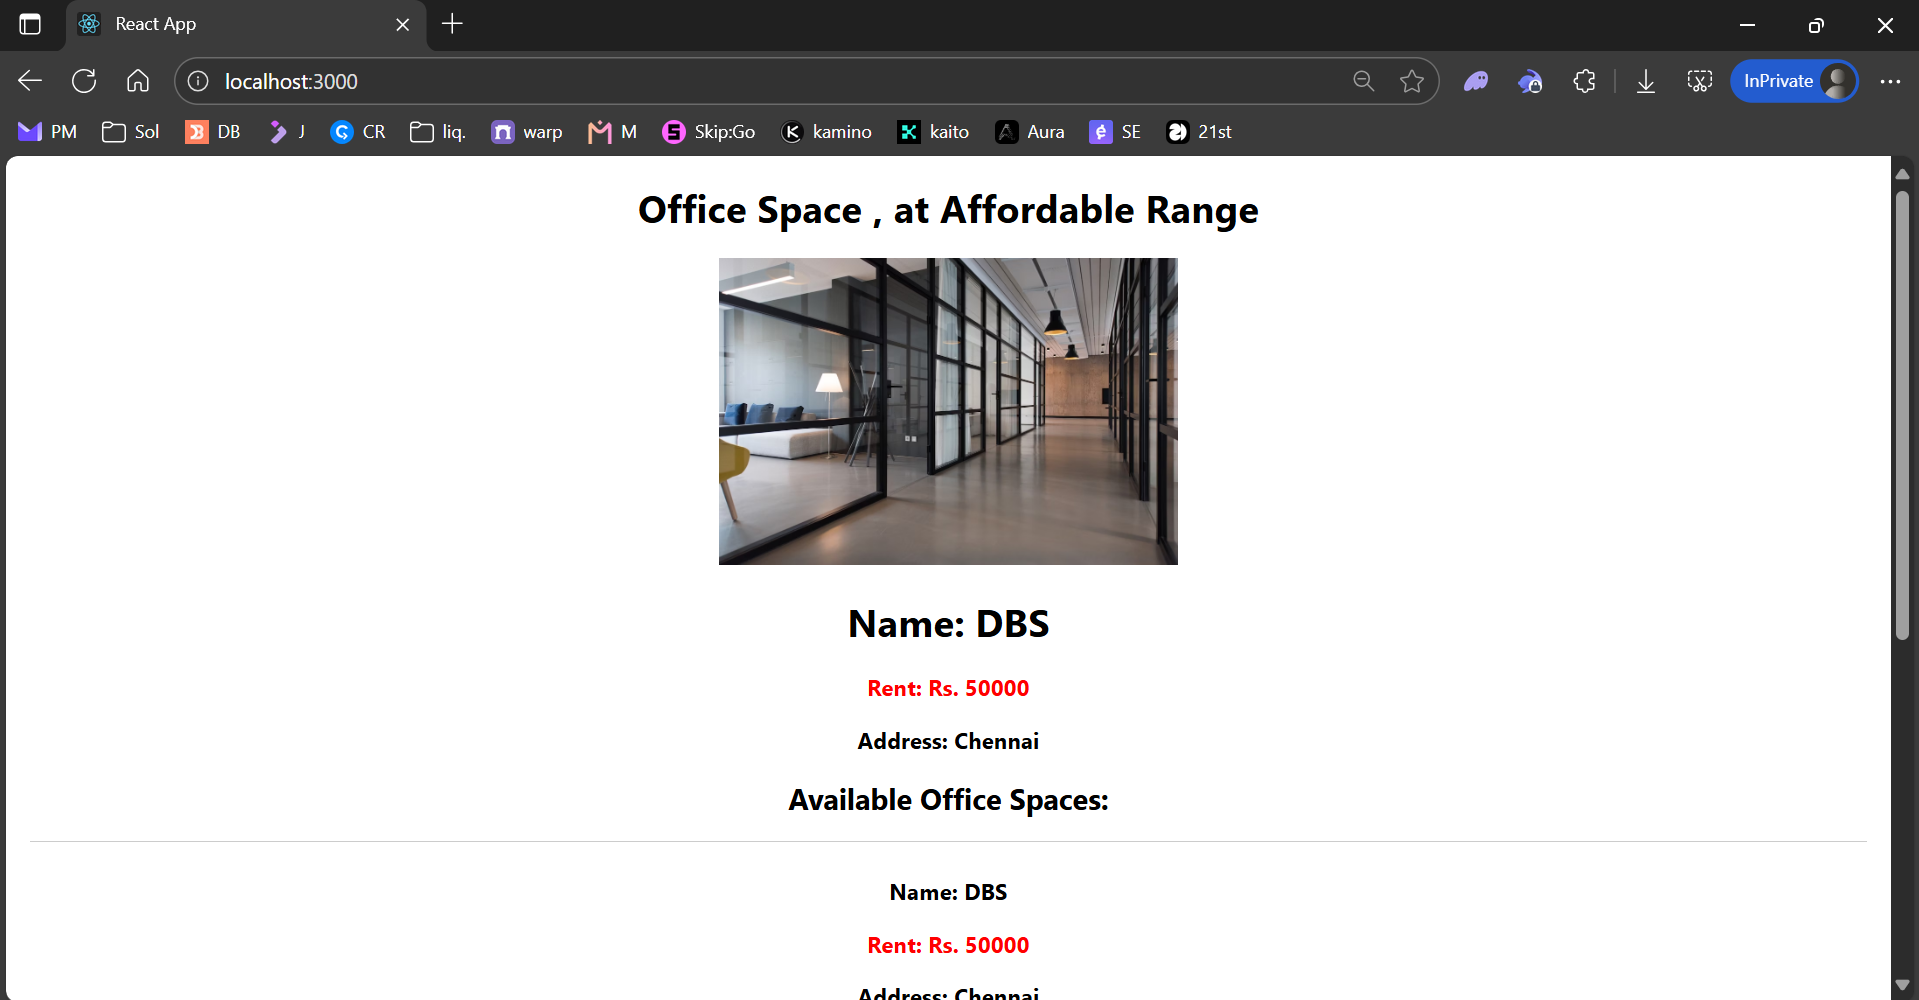 React App
localhost:3000
InPrivate
PM Sol DB J CR liq. warp M Skip:Go kamino kaito Aura SE 21st
Office Space , at Affordable Range
Name: DBS
Rent: Rs. 50000
Address: Chennai
Available Office Spaces:
Name: DBS
Rent: Rs. 50000
Address: Chennai